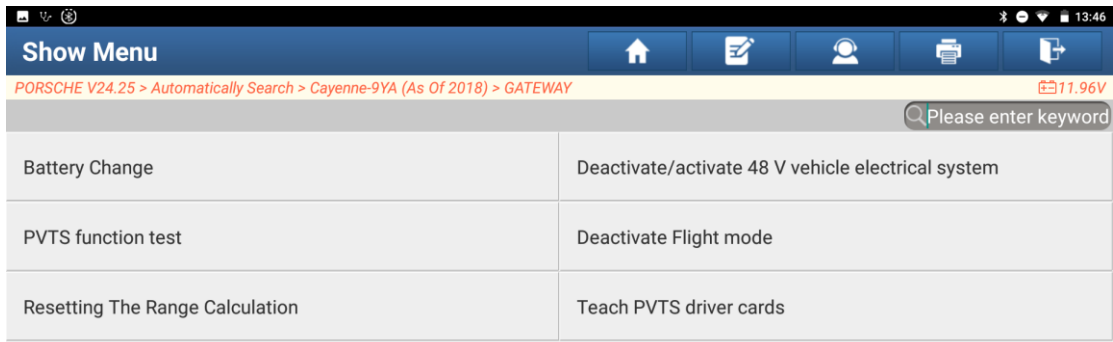 13:46
Show Menu
PORSCHE V24.25 > Automatically Search > Cayenne-9YA (As Of 2018) > GATEWAY 11.96V
Please enter keyword
Battery Change Deactivate/activate 48 V vehicle electrical system
PVTS function test Deactivate Flight mode
Resetting The Range Calculation Teach PVTS driver cards